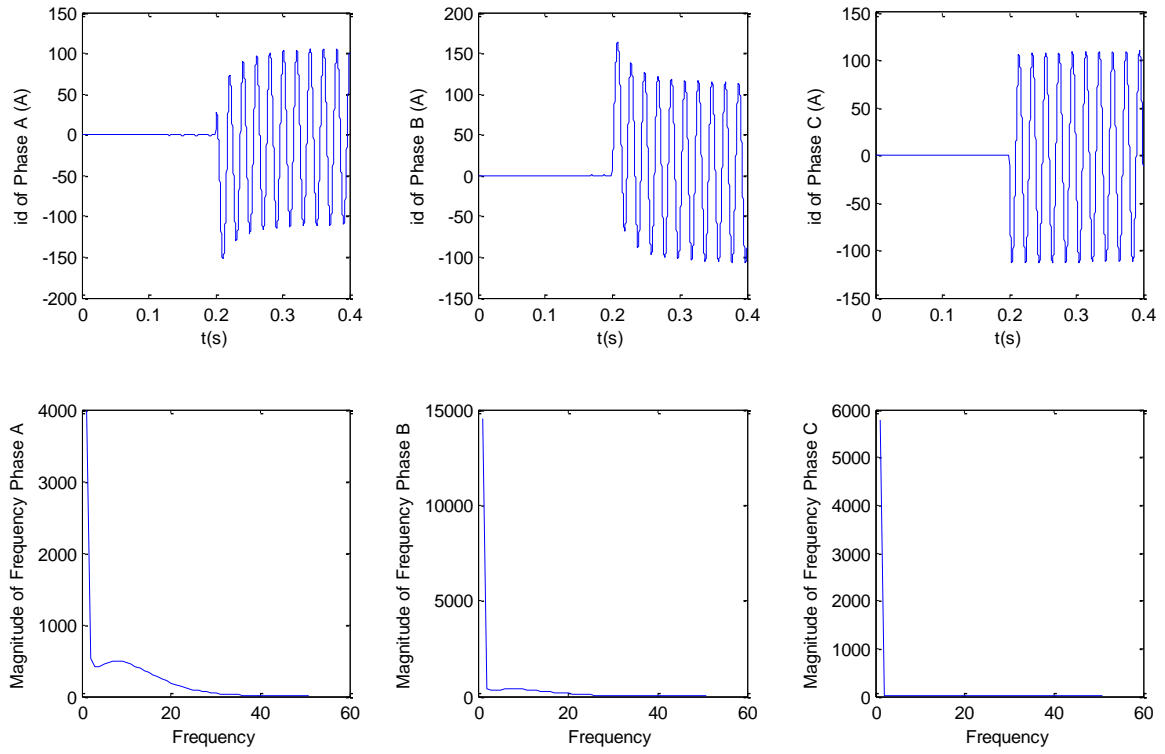 id of Phase A (A)
150
100
50
0
-50
-100
-150
-200
0 0.1 0.2 0.3 0.4
t(s)
id of Phase B (A)
200
150
100
50
0
-50
-100
-150
0 0.1 0.2 0.3 0.4
t(s)
id of Phase C (A)
150
100
50
0
-50
-100
-150
0 0.1 0.2 0.3 0.4
t(s)
Magnitude of Frequency Phase A
4000
3000
2000
1000
0
0 20 40 60
Frequency
Magnitude of Frequency Phase B
15000
10000
5000
0
0 20 40 60
Frequency
Magnitude of Frequency Phase C
6000
5000
4000
3000
2000
1000
0
0 20 40 60
Frequency